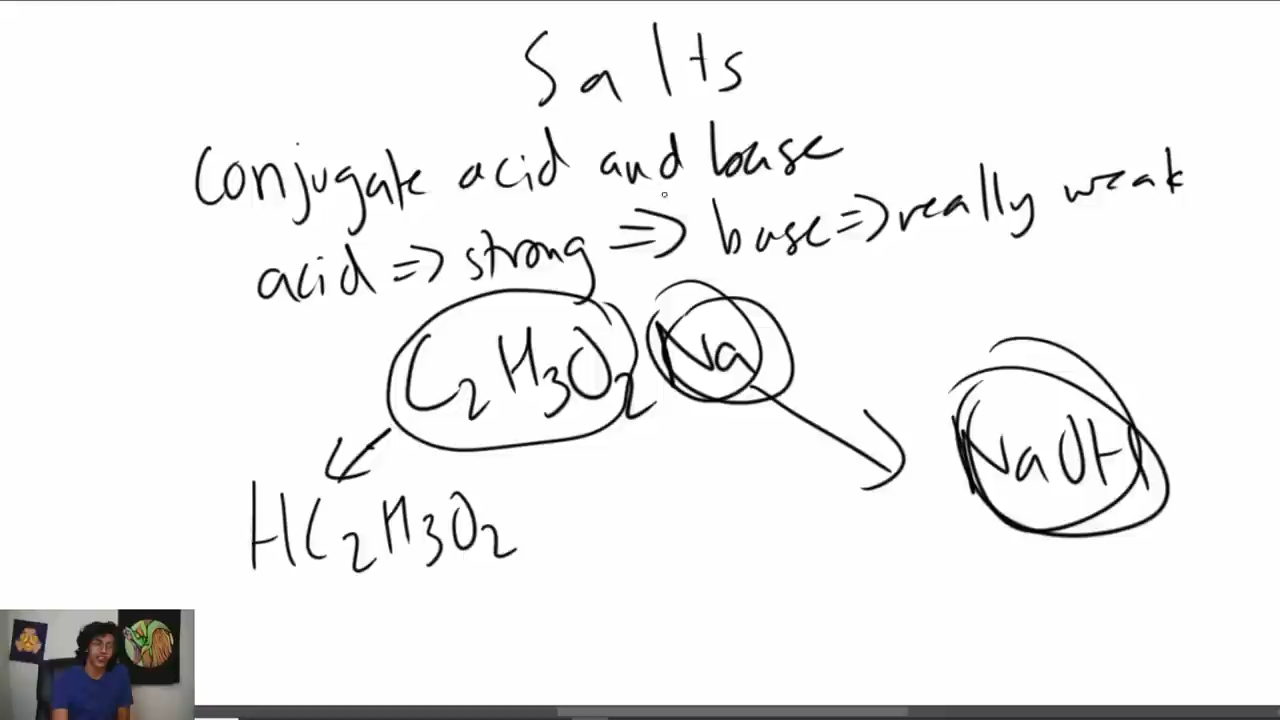 Salts
Conjugate acid and base
acid => strong => base => really weak
C₂H₃O₂ Na
NaOH
HC₂H₃O₂